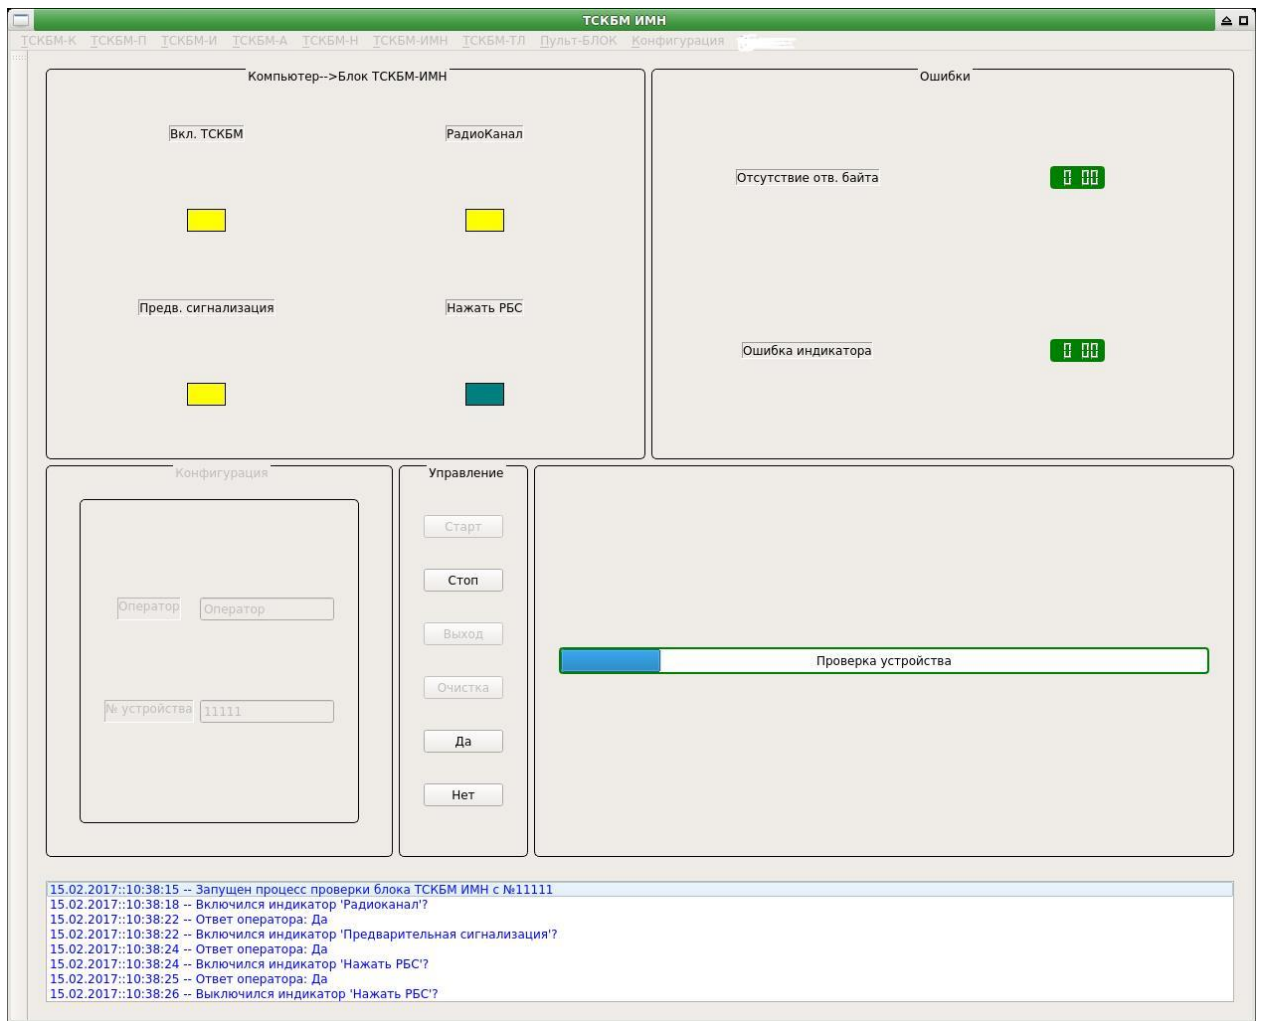 ТСКБМ ИМН
ТСКБМ-К ТСКБМ-П ТСКБМ-И ТСКБМ-А ТСКБМ-Н ТСКБМ-ИМН ТСКБМ-ТЛ Пульт-БЛОК Конфигурация
Компьютер-->Блок ТСКБМ-ИМН
Вкл. ТСКБМ РадиоКанал
Предв. сигнализация Нажать РБС
Ошибки
Отсутствие отв. байта 0 00
Ошибка индикатора 0 00
Конфигурация
Оператор Оператор
№ устройства 11111
Управление
Старт
Стоп
Выход
Очистка
Да
Нет
Проверка устройства
15.02.2017::10:38:15 -- Запущен процесс проверки блока ТСКБМ ИМН с №11111
15.02.2017::10:38:18 -- Включился индикатор 'Радиоканал'?
15.02.2017::10:38:22 -- Ответ оператора: Да
15.02.2017::10:38:22 -- Включился индикатор 'Предварительная сигнализация'?
15.02.2017::10:38:24 -- Ответ оператора: Да
15.02.2017::10:38:24 -- Включился индикатор 'Нажать РБС'?
15.02.2017::10:38:25 -- Ответ оператора: Да
15.02.2017::10:38:26 -- Выключился индикатор 'Нажать РБС'?